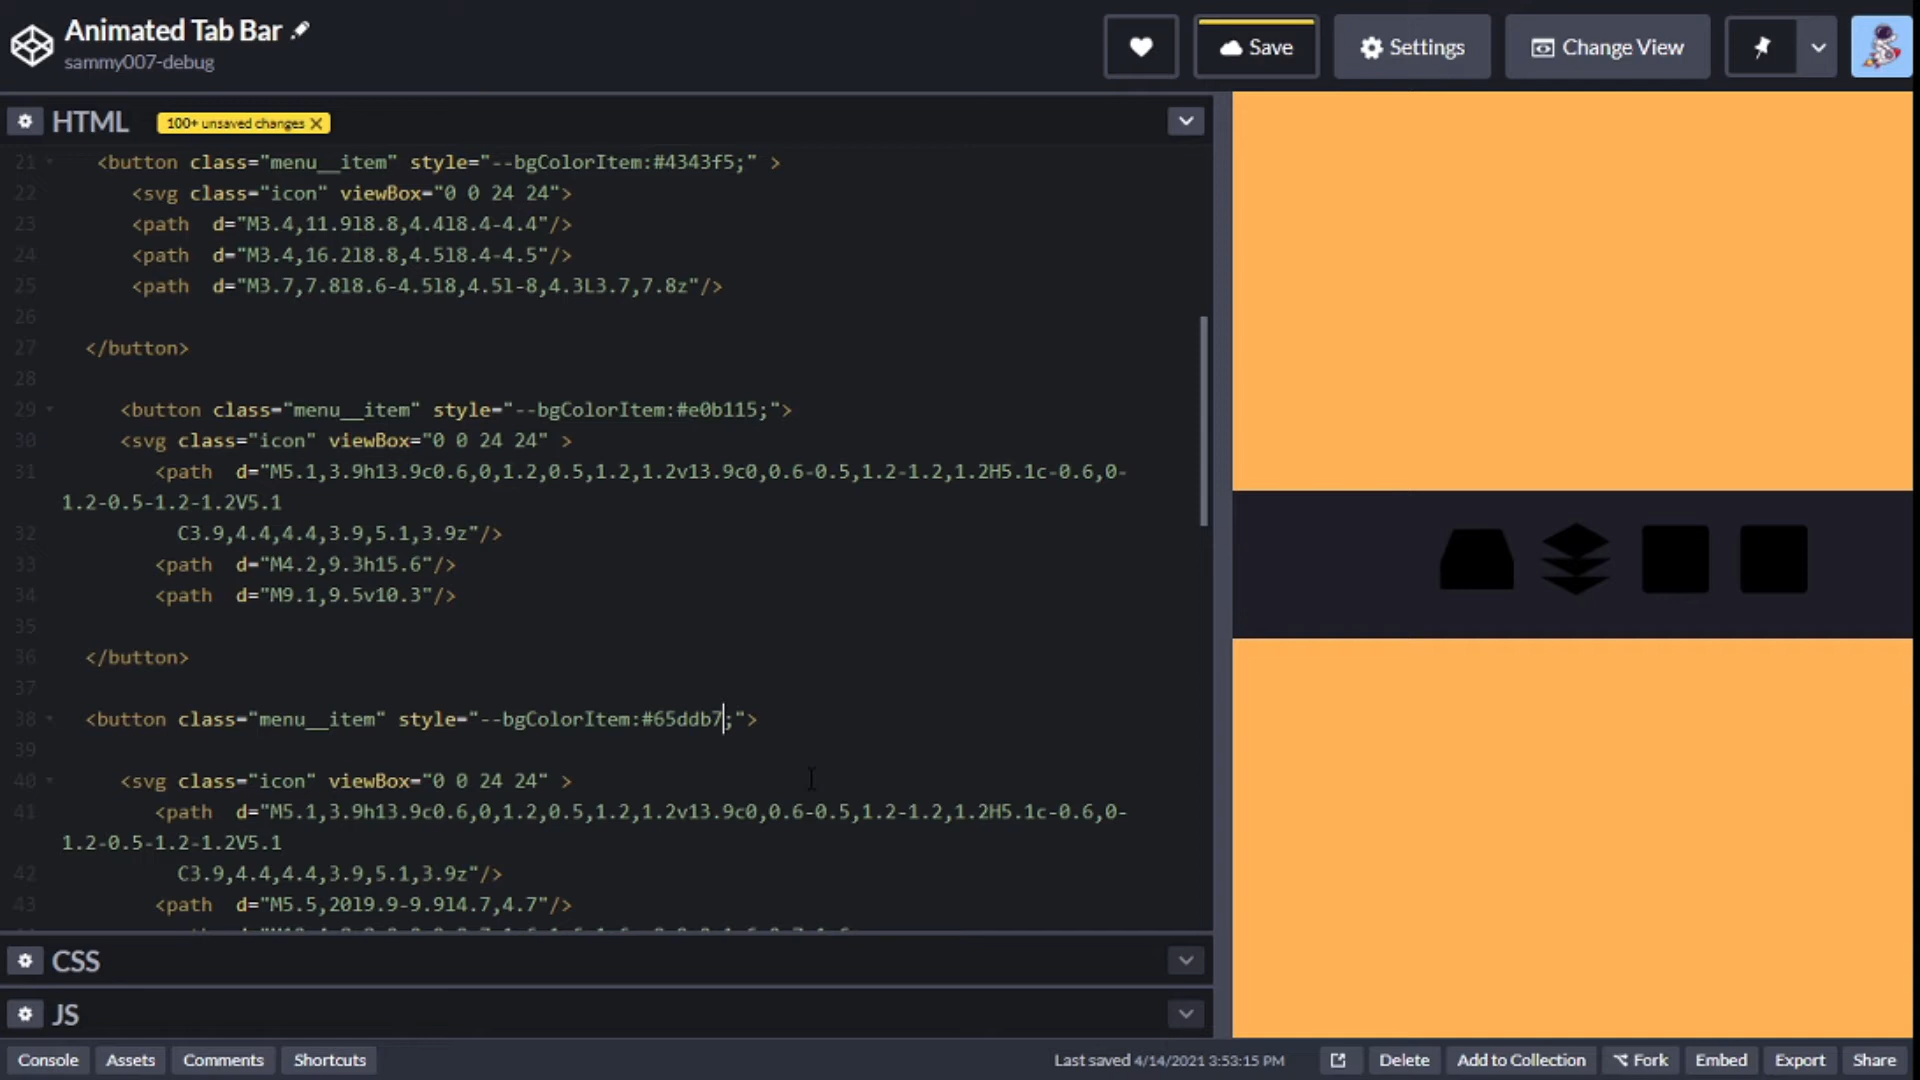 Animated Tab Bar
sammy007-debug
Save
Settings
Change View
HTML
100+ unsaved changes X
21 <button class="menu__item" style="--bgColorItem:#4343f5;" >
22 <svg class="icon" viewBox="0 0 24 24">
23 <path  d="M3.4,11.9l8.8,4.4l8.4-4.4"/>
24 <path  d="M3.4,16.2l8.8,4.5l8.4-4.5"/>
25 <path  d="M3.7,7.8l8.6-4.5l8,4.5l-8,4.3L3.7,7.8z"/>
26
27 </button>
28
29 <button class="menu__item" style="--bgColorItem:#e0b115;">
30 <svg class="icon" viewBox="0 0 24 24" >
31 <path  d="M5.1,3.9h13.9c0.6,0,1.2,0.5,1.2,1.2v13.9c0,0.6-0.5,1.2-1.2,1.2H5.1c-0.6,0-
1.2-0.5-1.2-1.2V5.1
32 C3.9,4.4,4.4,3.9,5.1,3.9z"/>
33 <path  d="M4.2,9.3h15.6"/>
34 <path  d="M9.1,9.5v10.3"/>
35
36 </button>
37
38 <button class="menu__item" style="--bgColorItem:#65ddb7;">
39
40 <svg class="icon" viewBox="0 0 24 24" >
41 <path  d="M5.1,3.9h13.9c0.6,0,1.2,0.5,1.2,1.2v13.9c0,0.6-0.5,1.2-1.2,1.2H5.1c-0.6,0-
1.2-0.5-1.2-1.2V5.1
42 C3.9,4.4,4.4,3.9,5.1,3.9z"/>
43 <path  d="M5.5,20l9.9-9.9l4.7,4.7"/>
CSS
JS
Console
Assets
Comments
Shortcuts
Last saved 4/14/2021 3:53:15 PM
Delete
Add to Collection
Fork
Embed
Export
Share